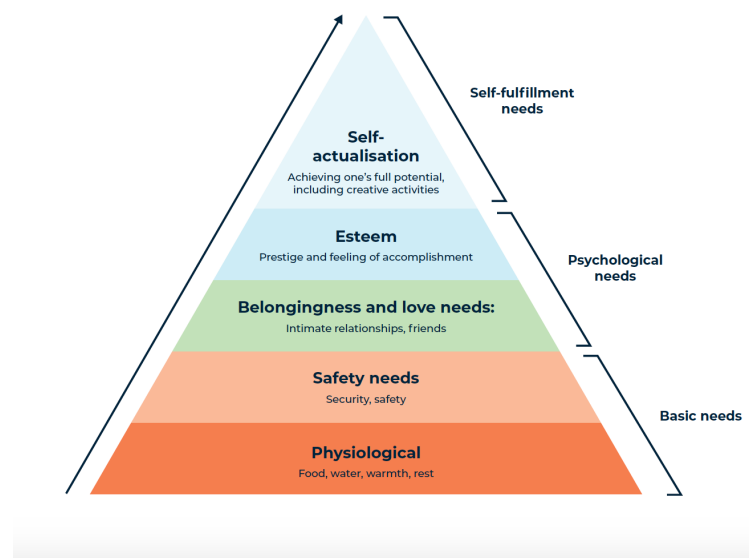 Self-fulfillment
needs
Self-
actualisation
Achieving one's full potential,
including creative activities
Esteem
Prestige and feeling of accomplishment
Psychological
needs
Belongingness and love needs:
Intimate relationships, friends
Safety needs
Security, safety
Basic needs
Physiological
Food, water, warmth, rest